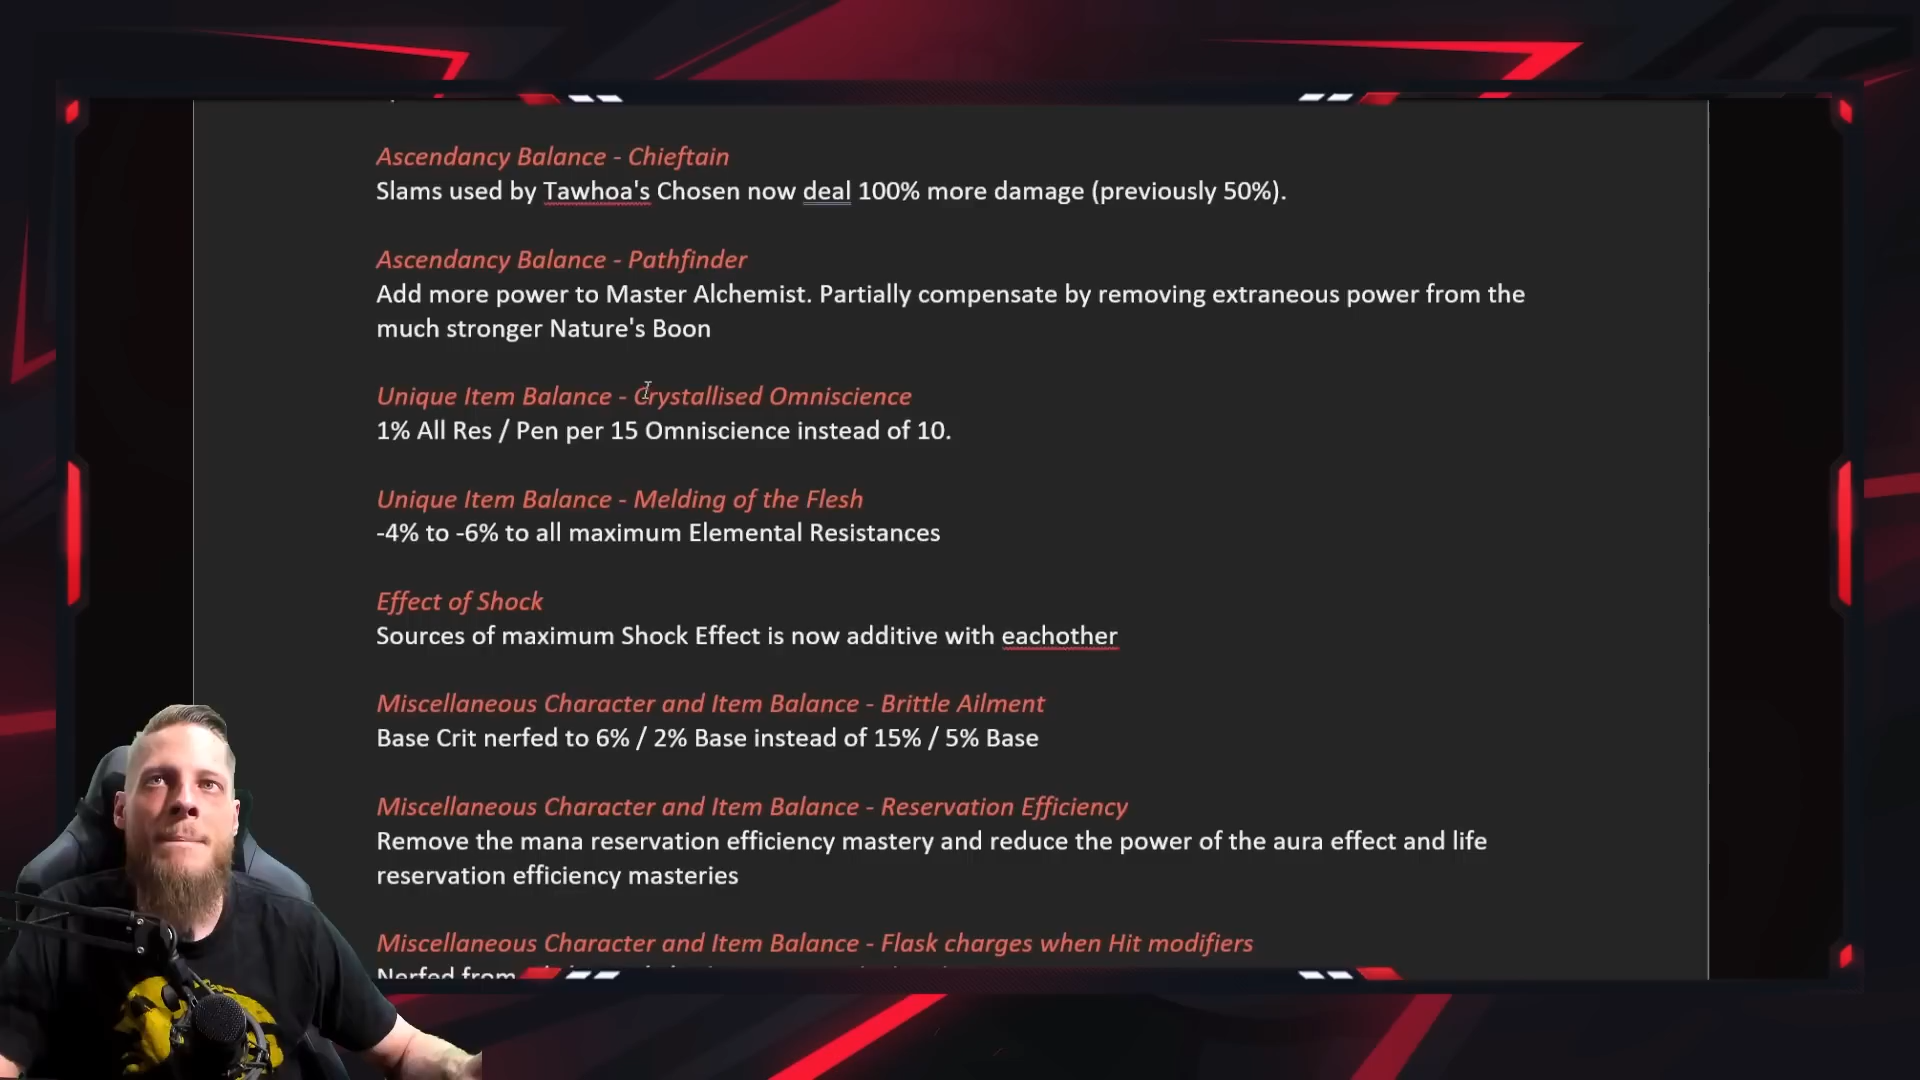 Ascendancy Balance - Chieftain
Slams used by Tawhoa's Chosen now deal 100% more damage (previously 50%).
Ascendancy Balance - Pathfinder
Add more power to Master Alchemist. Partially compensate by removing extraneous power from the
much stronger Nature's Boon
Unique Item Balance - Crystallised Omniscience
1% All Res / Pen per 15 Omniscience instead of 10.
Unique Item Balance - Melding of the Flesh
-4% to -6% to all maximum Elemental Resistances
Effect of Shock
Sources of maximum Shock Effect is now additive with eachother
Miscellaneous Character and Item Balance - Brittle Ailment
Base Crit nerfed to 6% / 2% Base instead of 15% / 5% Base
Miscellaneous Character and Item Balance - Reservation Efficiency
Remove the mana reservation efficiency mastery and reduce the power of the aura effect and life
reservation efficiency masteries
Miscellaneous Character and Item Balance - Flask charges when Hit modifiers
Nerfed from